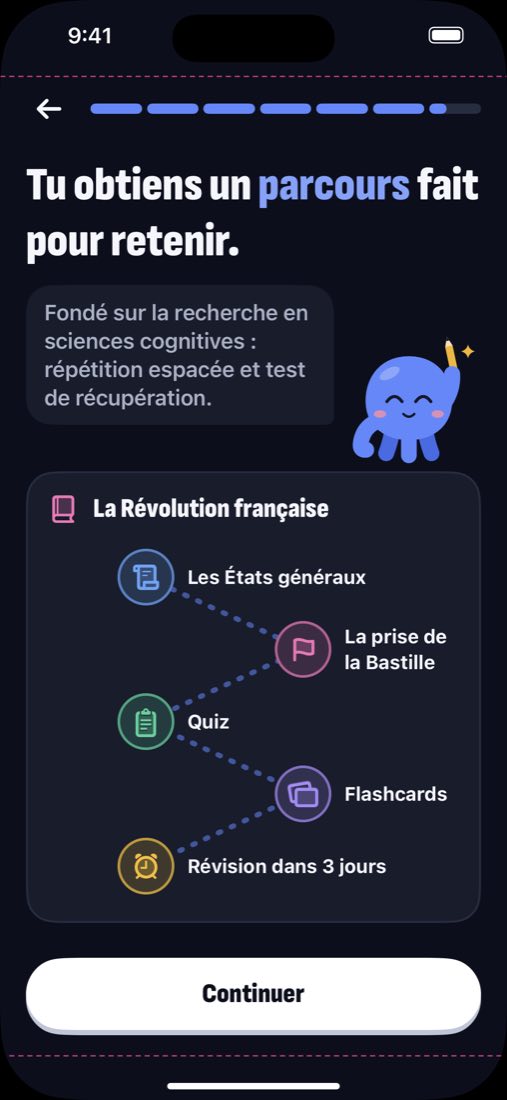 9:41
Tu obtiens un parcours fait
pour retenir.
Fondé sur la recherche en
sciences cognitives :
répétition espacée et test
de récupération.
La Révolution française
Les États généraux
La prise de
la Bastille
Quiz
Flashcards
Révision dans 3 jours
Continuer